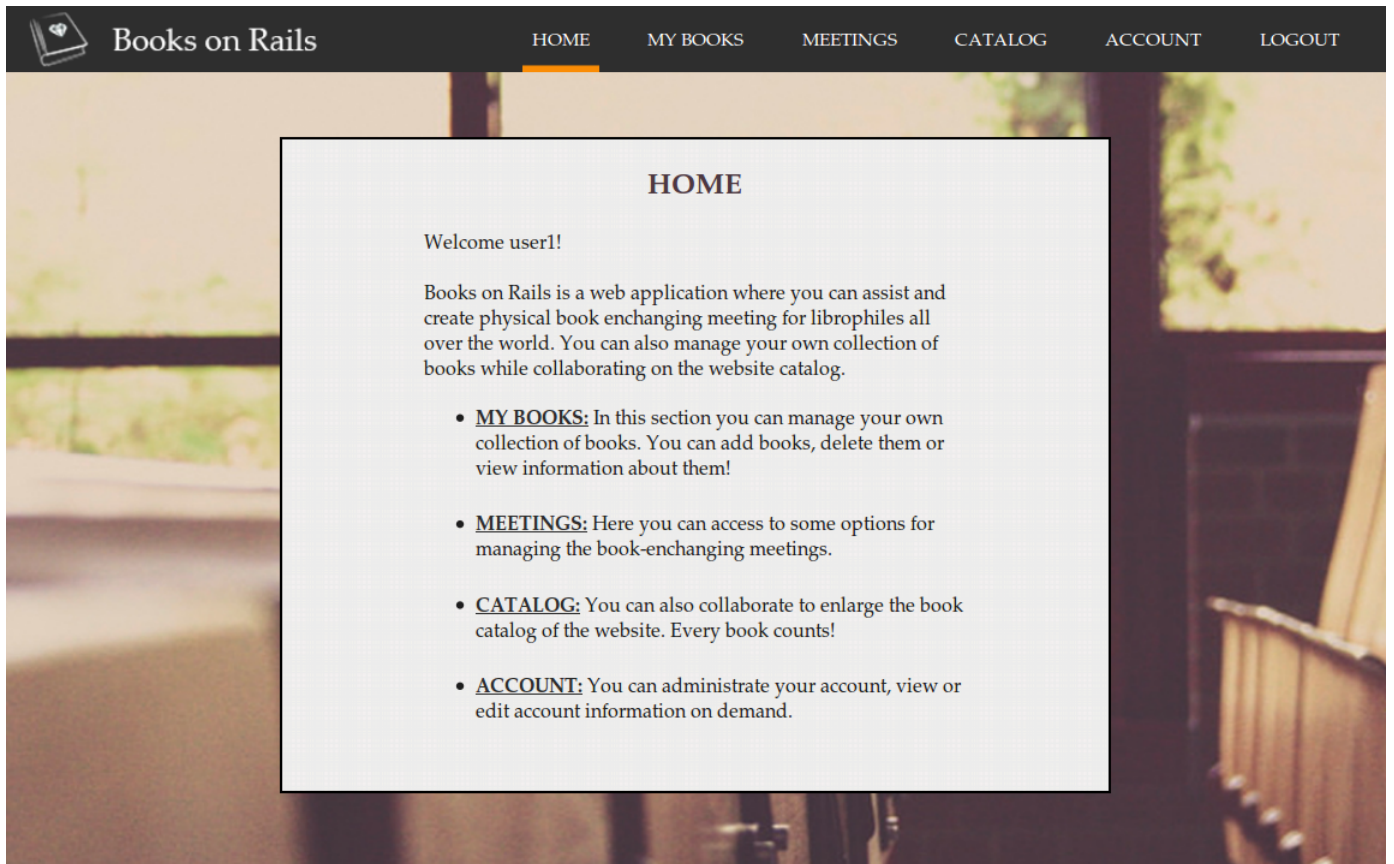 Books on Rails
HOME MY BOOKS MEETINGS CATALOG ACCOUNT LOGOUT
HOME
Welcome user1!
Books on Rails is a web application where you can assist and
create physical book enchanging meeting for librophiles all
over the world. You can also manage your own collection of
books while collaborating on the website catalog.
• MY BOOKS: In this section you can manage your own
collection of books. You can add books, delete them or
view information about them!
• MEETINGS: Here you can access to some options for
managing the book-enchanging meetings.
• CATALOG: You can also collaborate to enlarge the book
catalog of the website. Every book counts!
• ACCOUNT: You can administrate your account, view or
edit account information on demand.